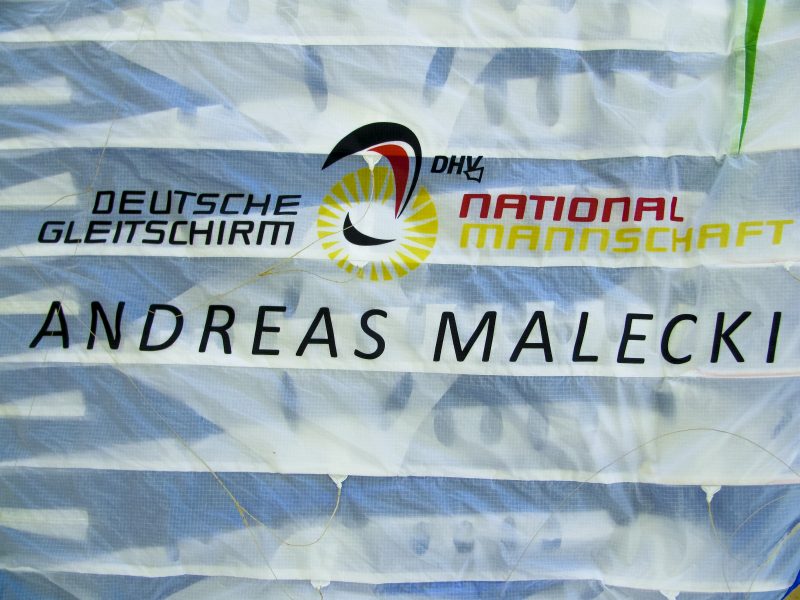 DHV
DEUTSCHE NATIONAL
GLEITSCHIRM MANNSCHAFT
ANDREAS MALECKI